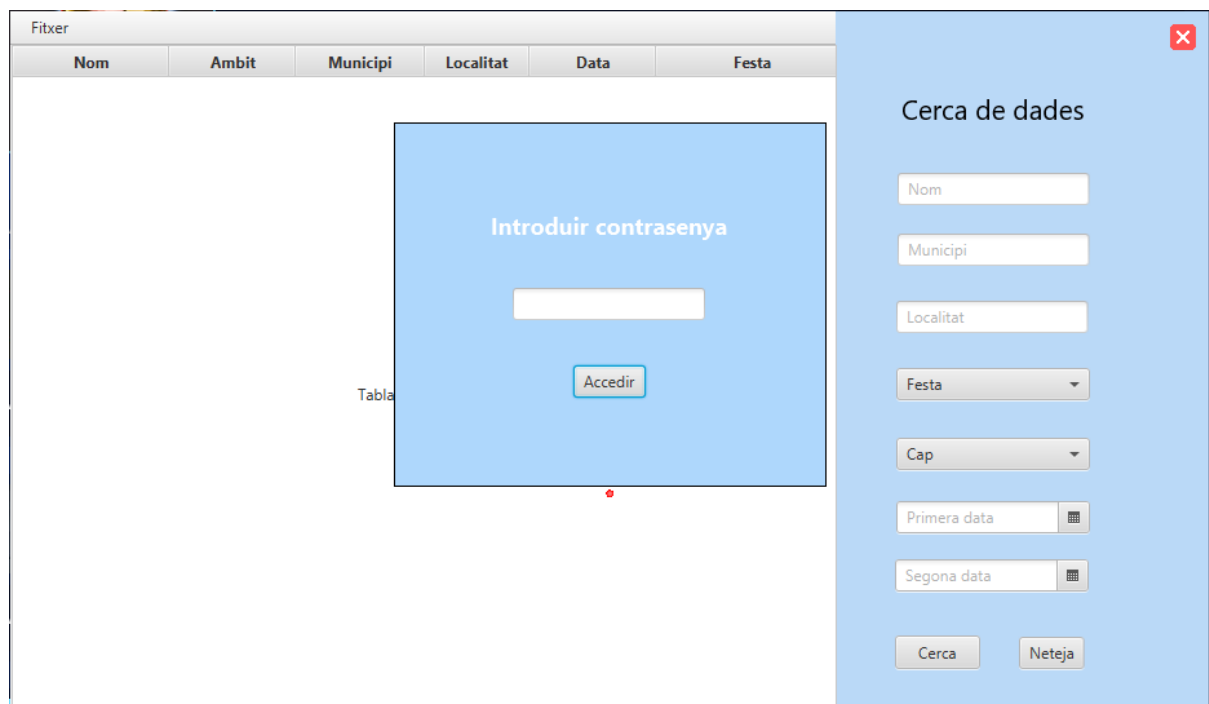 Fitxer
Nom Ambit Municipi Localitat Data Festa
Introduir contrasenya
Tabla
Accedir
Cerca de dades
Nom
Municipi
Localitat
Festa
Cap
Primera data
Segona data
Cerca Neteja